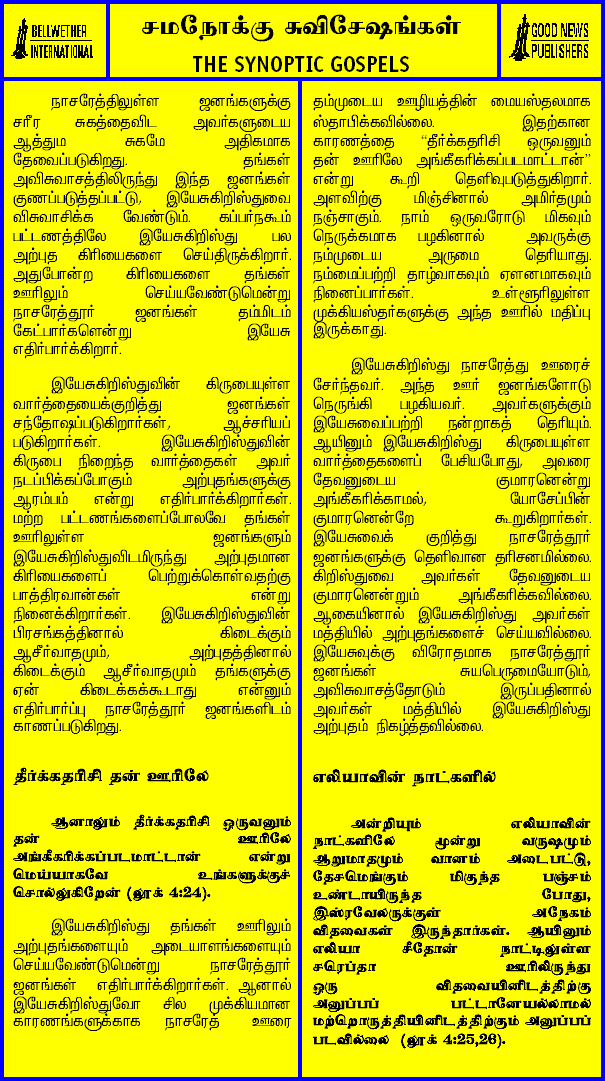 BELLWETHER
INTERNATIONAL
சமநோக்கு சுவிசேஷங்கள்
THE SYNOPTIC GOSPELS
GOOD NEWS
PUBLISHERS
நாசரேத்திலுள்ள ஜனங்களுக்கு
சரீர சுகத்தைவிட அவர்களுடைய
ஆத்தும சுகமே அதிகமாக
தேவைப்படுகிறது. தங்கள்
அவிசுவாசத்திலிருந்து இந்த ஜனங்கள்
குணப்படுத்தப்பட்டு, இயேசுகிறிஸ்துவை
விசுவாசிக்க வேண்டும். கப்பர்நகூம்
பட்டணத்திலே இயேசுகிறிஸ்து பல
அற்புத கிரியைகளை செய்திருக்கிறார்.
அதுபோன்ற கிரியைகளை தங்கள்
ஊரிலும் செய்யவேண்டுமென்று
நாசரேத்தூர் ஜனங்கள் தம்மிடம்
கேட்பார்களென்று இயேசு
எதிர்பார்க்கிறார்.
இயேசுகிறிஸ்துவின் கிருபையுள்ள
வார்த்தையைக்குறித்து ஜனங்கள்
சந்தோஷப்படுகிறார்கள், ஆச்சரியப்
படுகிறார்கள். இயேசுகிறிஸ்துவின்
கிருபை நிறைந்த வார்த்தைகள் அவர்
நடப்பிக்கப்போகும் அற்புதங்களுக்கு
ஆரம்பம் என்று எதிர்பார்க்கிறார்கள்.
மற்ற பட்டணங்களைப்போலவே தங்கள்
ஊரிலுள்ள ஜனங்களும்
இயேசுகிறிஸ்துவிடமிருந்து அற்புதமான
கிரியைகளைப் பெற்றுக்கொள்வதற்கு
பாத்திரவான்கள் என்று
நினைக்கிறார்கள். இயேசுகிறிஸ்துவின்
பிரசங்கத்தினால் கிடைக்கும்
ஆசீர்வாதமும், அற்புதத்தினால்
கிடைக்கும் ஆசீர்வாதமும் தங்களுக்கு
ஏன் கிடைக்கக்கூடாது என்னும்
எதிர்பார்ப்பு நாசரேத்தூர் ஜனங்களிடம்
காணப்படுகிறது.
தீர்க்கதரிசி தன் ஊரிலே
ஆனாலும் தீர்க்கதரிசி ஒருவனும்
தன் ஊரிலே
அங்கீகரிக்கப்படமாட்டான் என்று
மெய்யாகவே உங்களுக்குச்
சொல்லுகிறேன் (லூக் 4:24).
இயேசுகிறிஸ்து தங்கள் ஊரிலும்
அற்புதங்களையும் அடையாளங்களையும்
செய்யவேண்டுமென்று நாசரேத்தூர்
ஜனங்கள் எதிர்பார்க்கிறார்கள். ஆனால்
இயேசுகிறிஸ்துவோ சில முக்கியமான
காரணங்களுக்காக நாசரேத் ஊரை
தம்முடைய ஊழியத்தின் மையஸ்தலமாக
ஸ்தாபிக்கவில்லை. இதற்கான
காரணத்தை “தீர்க்கதரிசி ஒருவனும்
தன் ஊரிலே அங்கீகரிக்கப்படமாட்டான்”
என்று கூறி தெளிவுபடுத்துகிறார்.
அளவிற்கு மிஞ்சினால் அமிர்தமும்
நஞ்சாகும். நாம் ஒருவரோடு மிகவும்
நெருக்கமாக பழகினால் அவருக்கு
நம்முடைய அருமை தெரியாது.
நம்மைப்பற்றி தாழ்வாகவும் ஏளனமாகவும்
நினைப்பார்கள். உள்ளூரிலுள்ள
முக்கியஸ்தர்களுக்கு அந்த ஊரில் மதிப்பு
இருக்காது.
இயேசுகிறிஸ்து நாசரேத்து ஊரைச்
சேர்ந்தவர். அந்த ஊர் ஜனங்களோடு
நெருங்கி பழகியவர். அவர்களுக்கும்
இயேசுவைப்பற்றி நன்றாகத் தெரியும்.
ஆயினும் இயேசுகிறிஸ்து கிருபையுள்ள
வார்த்தைகளைப் பேசியபோது, அவரை
தேவனுடைய குமாரனென்று
அங்கீகரிக்காமல், யோசேப்பின்
குமாரனென்றே கூறுகிறார்கள்.
இயேசுவைக் குறித்து நாசரேத்தூர்
ஜனங்களுக்கு தெளிவான தரிசனமில்லை.
கிறிஸ்துவை அவர்கள் தேவனுடைய
குமாரனென்றும் அங்கீகரிக்கவில்லை.
ஆகையினால் இயேசுகிறிஸ்து அவர்கள்
மத்தியில் அற்புதங்களைச் செய்யவில்லை.
இயேசுவுக்கு விரோதமாக நாசரேத்தூர்
ஜனங்கள் சுயபெருமையோடும்,
அவிசுவாசத்தோடும் இருப்பதினால்
அவர்கள் மத்தியில் இயேசுகிறிஸ்து
அற்புதம் நிகழ்த்தவில்லை.
எலியாவின் நாட்களில்
அன்றியும் எலியாவின்
நாட்களிலே மூன்று வருஷமும்
ஆறுமாதமும் வானம் அடைபட்டு,
தேசமெங்கும் மிகுந்த பஞ்சம்
உண்டாயிருந்த போது,
இஸ்ரவேலருக்குள் அநேகம்
விதவைகள் இருந்தார்கள். ஆயினும்
எலியா சீதோன் நாட்டிலுள்ள
சரெப்தா ஊரிலிருந்து
ஒரு விதவையினிடத்திற்கு
அனுப்பப் பட்டானேயல்லாமல்
மற்றொருத்தியினிடத்திற்கும் அனுப்பப்
படவில்லை (லூக் 4:25,26).